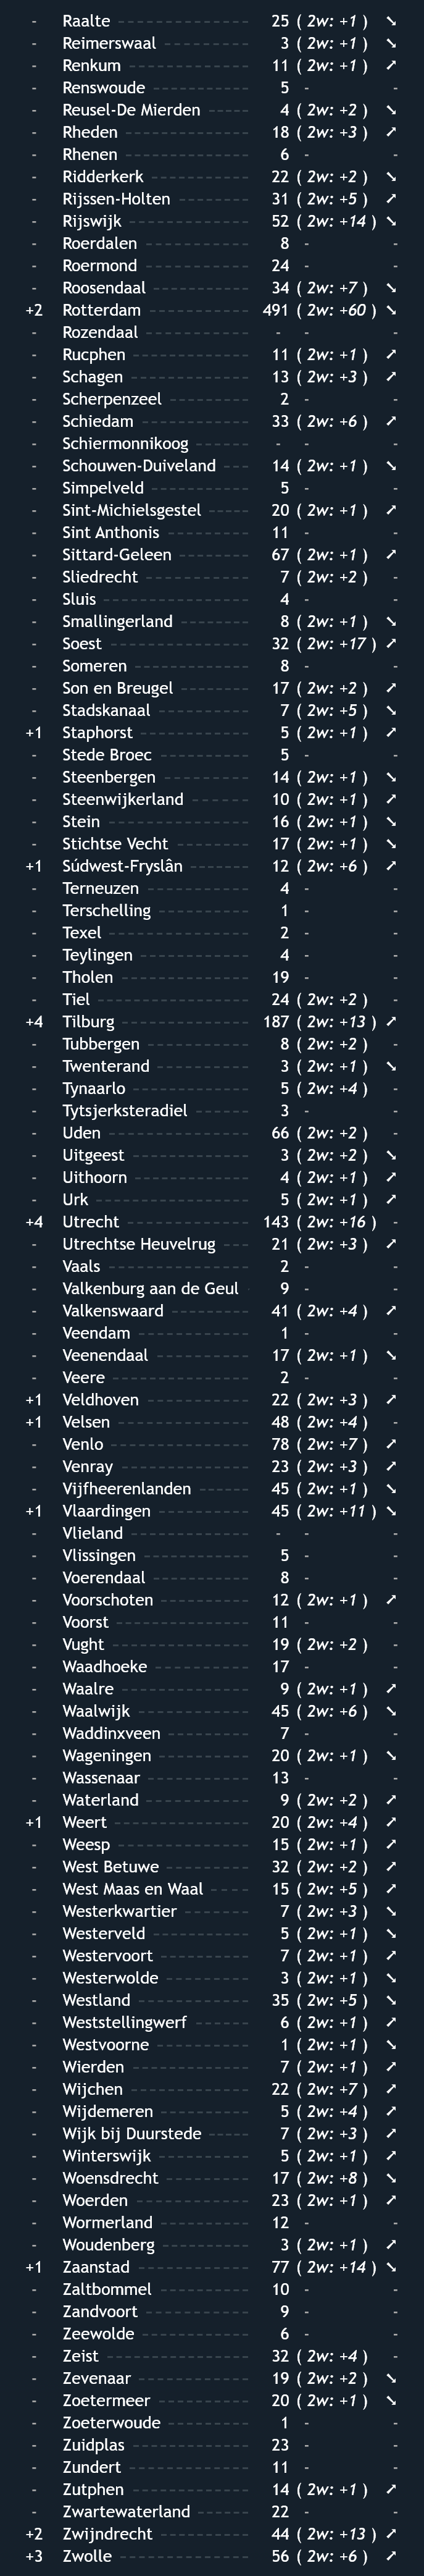 - Raalte 25 ( 2w: +1 ) ➘
- Reimerswaal 3 ( 2w: +1 ) ➘
- Renkum 11 ( 2w: +1 ) ➚
- Renswoude 5 - -
- Reusel-De Mierden 4 ( 2w: +2 ) ➘
- Rheden 18 ( 2w: +3 ) ➚
- Rhenen 6 - -
- Ridderkerk 22 ( 2w: +2 ) ➘
- Rijssen-Holten 31 ( 2w: +5 ) ➚
- Rijswijk 52 ( 2w: +14 ) ➘
- Roerdalen 8 - -
- Roermond 24 - -
- Roosendaal 34 ( 2w: +7 ) ➘
+2 Rotterdam 491 ( 2w: +60 ) ➘
- Rozendaal - - -
- Rucphen 11 ( 2w: +1 ) ➚
- Schagen 13 ( 2w: +3 ) ➚
- Scherpenzeel 2 - -
- Schiedam 33 ( 2w: +6 ) ➚
- Schiermonnikoog - - -
- Schouwen-Duiveland 14 ( 2w: +1 ) ➘
- Simpelveld 5 - -
- Sint-Michielsgestel 20 ( 2w: +1 ) ➚
- Sint Anthonis 11 - -
- Sittard-Geleen 67 ( 2w: +1 ) ➚
- Sliedrecht 7 ( 2w: +2 ) -
- Sluis 4 - -
- Smallingerland 8 ( 2w: +1 ) ➘
- Soest 32 ( 2w: +17 ) ➚
- Someren 8 - -
- Son en Breugel 17 ( 2w: +2 ) ➚
- Stadskanaal 7 ( 2w: +5 ) ➘
+1 Staphorst 5 ( 2w: +1 ) ➚
- Stede Broec 5 - -
- Steenbergen 14 ( 2w: +1 ) ➘
- Steenwijkerland 10 ( 2w: +1 ) ➚
- Stein 16 ( 2w: +1 ) ➘
- Stichtse Vecht 17 ( 2w: +1 ) ➘
+1 Súdwest-Fryslân 12 ( 2w: +6 ) ➚
- Terneuzen 4 - -
- Terschelling 1 - -
- Texel 2 - -
- Teylingen 4 - -
- Tholen 19 - -
- Tiel 24 ( 2w: +2 ) -
+4 Tilburg 187 ( 2w: +13 ) ➚
- Tubbergen 8 ( 2w: +2 ) -
- Twenterand 3 ( 2w: +1 ) ➘
- Tynaarlo 5 ( 2w: +4 ) -
- Tytsjerksteradiel 3 - -
- Uden 66 ( 2w: +2 ) -
- Uitgeest 3 ( 2w: +2 ) ➘
- Uithoorn 4 ( 2w: +1 ) ➚
- Urk 5 ( 2w: +1 ) ➚
+4 Utrecht 143 ( 2w: +16 ) -
- Utrechtse Heuvelrug 21 ( 2w: +3 ) ➚
- Vaals 2 - -
- Valkenburg aan de Geul 9 - -
- Valkenswaard 41 ( 2w: +4 ) ➚
- Veendam 1 - -
- Veenendaal 17 ( 2w: +1 ) ➘
- Veere 2 - -
+1 Veldhoven 22 ( 2w: +3 ) ➚
+1 Velsen 48 ( 2w: +4 ) -
- Venlo 78 ( 2w: +7 ) ➚
- Venray 23 ( 2w: +3 ) ➚
- Vijfheerenlanden 45 ( 2w: +1 ) ➘
+1 Vlaardingen 45 ( 2w: +11 ) ➘
- Vlieland - - -
- Vlissingen 5 - -
- Voerendaal 8 - -
- Voorschoten 12 ( 2w: +1 ) ➚
- Voorst 11 - -
- Vught 19 ( 2w: +2 ) -
- Waadhoeke 17 - -
- Waalre 9 ( 2w: +1 ) ➚
- Waalwijk 45 ( 2w: +6 ) ➘
- Waddinxveen 7 - -
- Wageningen 20 ( 2w: +1 ) ➘
- Wassenaar 13 - -
- Waterland 9 ( 2w: +2 ) ➚
+1 Weert 20 ( 2w: +4 ) ➚
- Weesp 15 ( 2w: +1 ) ➚
- West Betuwe 32 ( 2w: +2 ) ➚
- West Maas en Waal 15 ( 2w: +5 ) ➚
- Westerkwartier 7 ( 2w: +3 ) ➘
- Westerveld 5 ( 2w: +1 ) ➘
- Westervoort 7 ( 2w: +1 ) ➚
- Westerwolde 3 ( 2w: +1 ) ➘
- Westland 35 ( 2w: +5 ) ➘
- Weststellingwerf 6 ( 2w: +1 ) ➚
- Westvoorne 1 ( 2w: +1 ) ➘
- Wierden 7 ( 2w: +1 ) ➚
- Wijchen 22 ( 2w: +7 ) ➚
- Wijdemeren 5 ( 2w: +4 ) ➚
- Wijk bij Duurstede 7 ( 2w: +3 ) ➚
- Winterswijk 5 ( 2w: +1 ) ➚
- Woensdrecht 17 ( 2w: +8 ) ➘
- Woerden 23 ( 2w: +1 ) ➚
- Wormerland 12 - -
- Woudenberg 3 ( 2w: +1 ) ➚
+1 Zaanstad 77 ( 2w: +14 ) ➘
- Zaltbommel 10 - -
- Zandvoort 9 - -
- Zeewolde 6 - -
- Zeist 32 ( 2w: +4 ) -
- Zevenaar 19 ( 2w: +2 ) ➘
- Zoetermeer 20 ( 2w: +1 ) ➘
- Zoeterwoude 1 - -
- Zuidplas 23 - -
- Zundert 11 - -
- Zutphen 14 ( 2w: +1 ) ➚
- Zwartewaterland 22 - -
+2 Zwijndrecht 44 ( 2w: +13 ) ➚
+3 Zwolle 56 ( 2w: +6 ) ➚